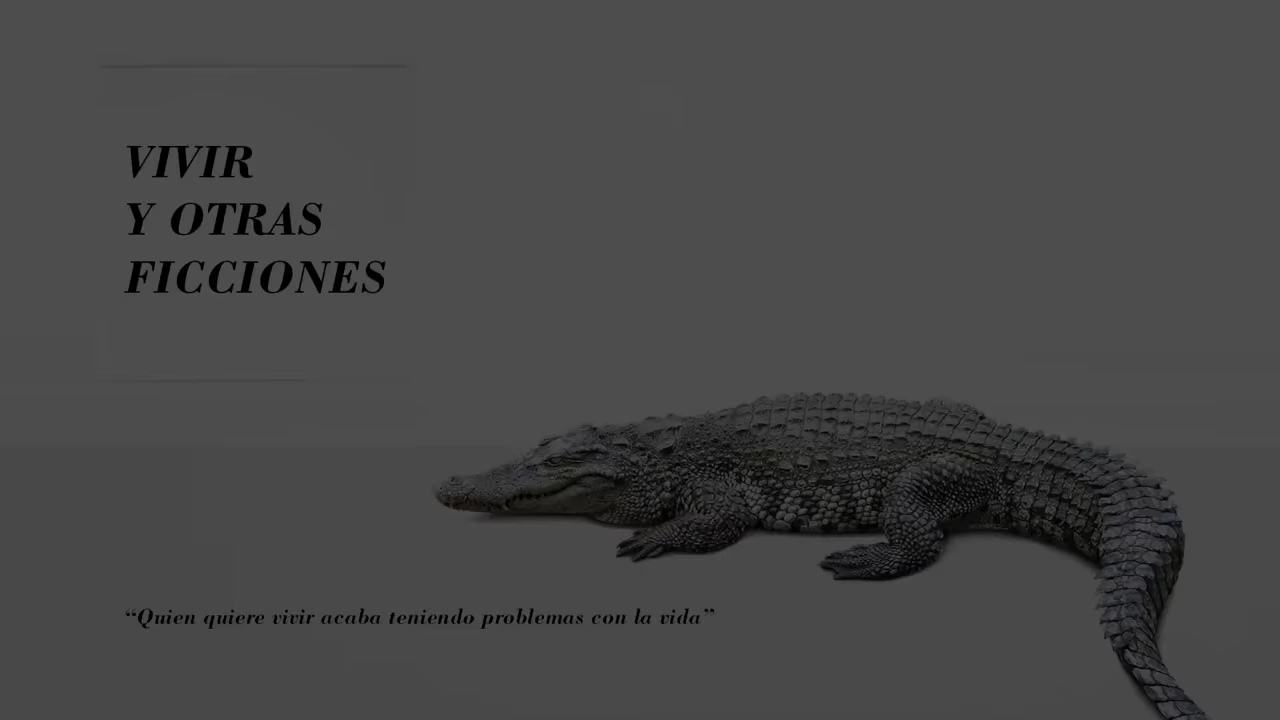 VIVIR
Y OTRAS
FICCIONES
“Quien quiere vivir acaba teniendo problemas con la vida”